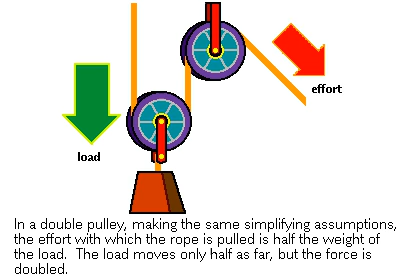 effort
load
In a double pulley, making the same simplifying assumptions,
the effort with which the rope is pulled is half the weight of
the load. The load moves only half as far, but the force is
doubled.